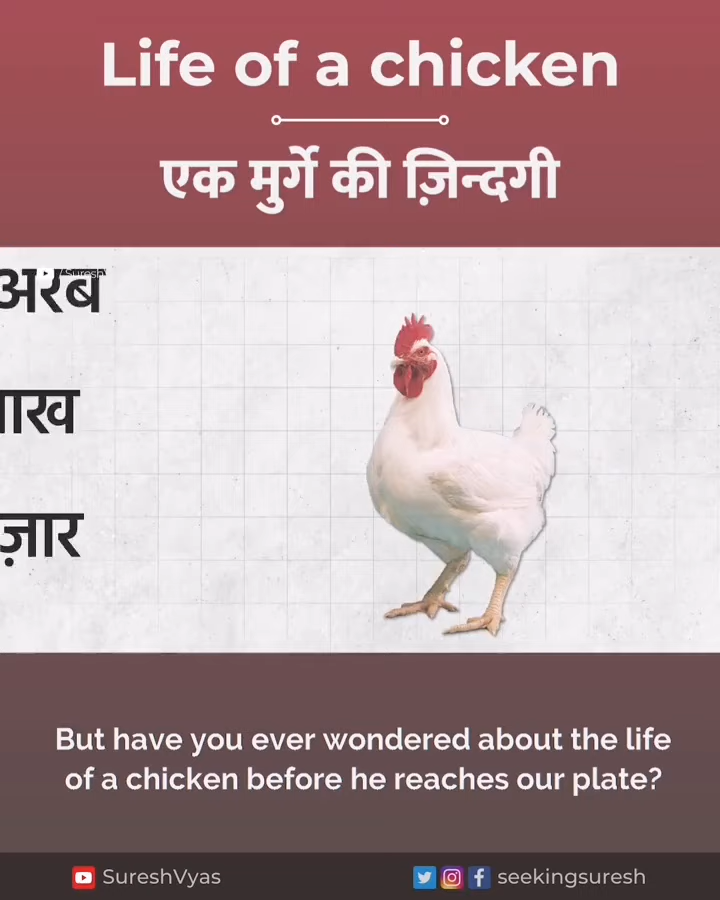 Life of a chicken
एक मुर्गे की ज़िन्दगी
अरब
But have you ever wondered about the life
of a chicken before he reaches our plate?
SureshVyas
seekingsuresh